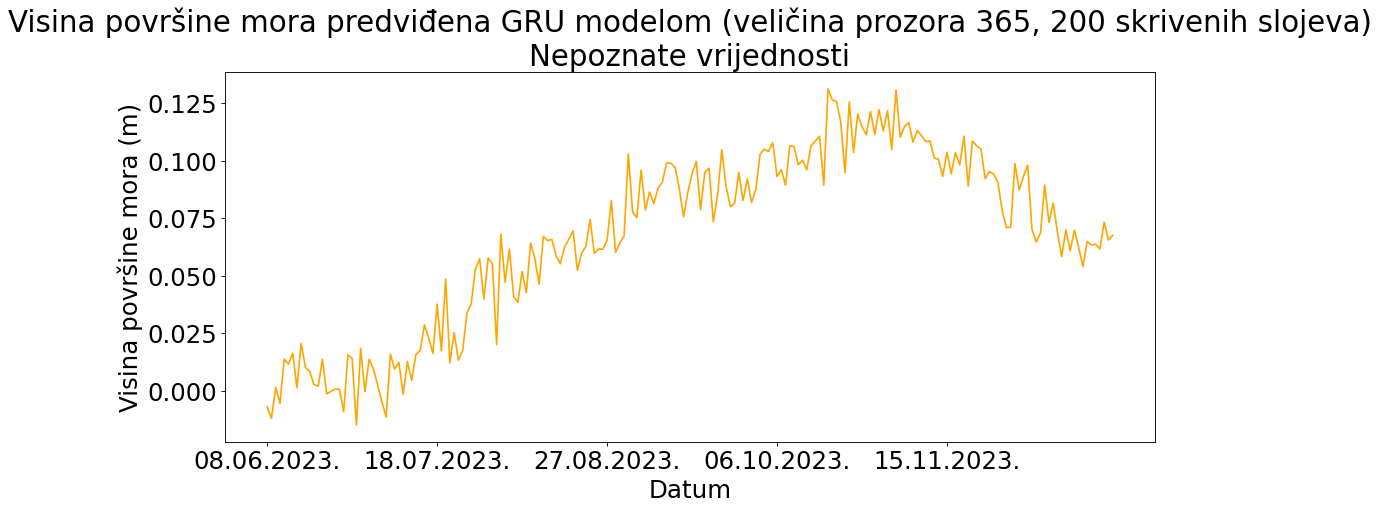 Visina površine mora predviđena GRU modelom (veličina prozora 365, 200 skrivenih slojeva)
Nepoznate vrijednosti
Visina površine mora (m)
0.125
0.100
0.075
0.050
0.025
0.000
08.06.2023. 18.07.2023. 27.08.2023. 06.10.2023. 15.11.2023.
Datum